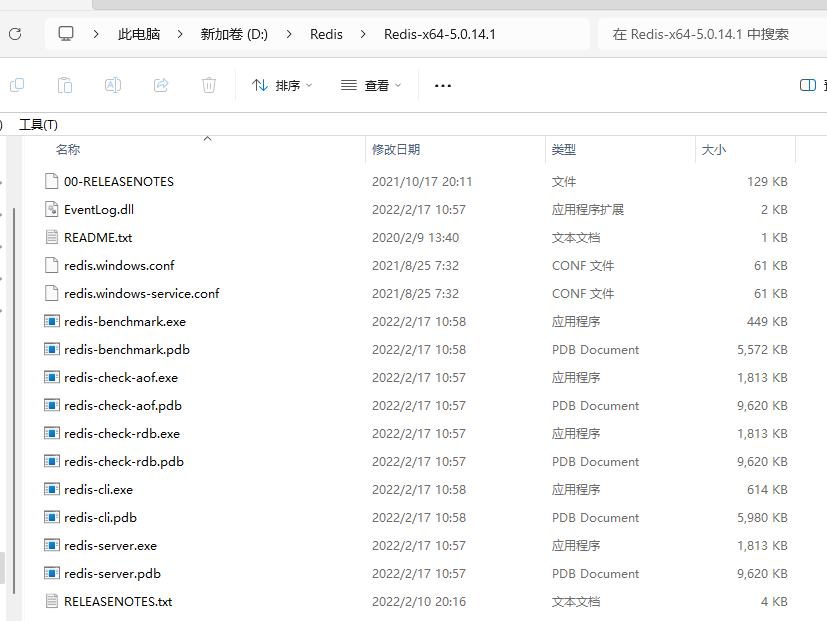 此电脑 新加卷 (D:) Redis Redis-x64-5.0.14.1 在 Redis-x64-5.0.14.1 中搜索
排序 查看 ...
) 工具(T)
名称 修改日期 类型 大小
00-RELEASENOTES 2021/10/17 20:11 文件 129 KB
EventLog.dll 2022/2/17 10:57 应用程序扩展 2 KB
README.txt 2020/2/9 13:40 文本文档 1 KB
redis.windows.conf 2021/8/25 7:32 CONF 文件 61 KB
redis.windows-service.conf 2021/8/25 7:32 CONF 文件 61 KB
redis-benchmark.exe 2022/2/17 10:58 应用程序 449 KB
redis-benchmark.pdb 2022/2/17 10:58 PDB Document 5,572 KB
redis-check-aof.exe 2022/2/17 10:57 应用程序 1,813 KB
redis-check-aof.pdb 2022/2/17 10:57 PDB Document 9,620 KB
redis-check-rdb.exe 2022/2/17 10:57 应用程序 1,813 KB
redis-check-rdb.pdb 2022/2/17 10:57 PDB Document 9,620 KB
redis-cli.exe 2022/2/17 10:58 应用程序 614 KB
redis-cli.pdb 2022/2/17 10:58 PDB Document 5,980 KB
redis-server.exe 2022/2/17 10:57 应用程序 1,813 KB
redis-server.pdb 2022/2/17 10:57 PDB Document 9,620 KB
RELEASENOTES.txt 2022/2/10 20:16 文本文档 4 KB